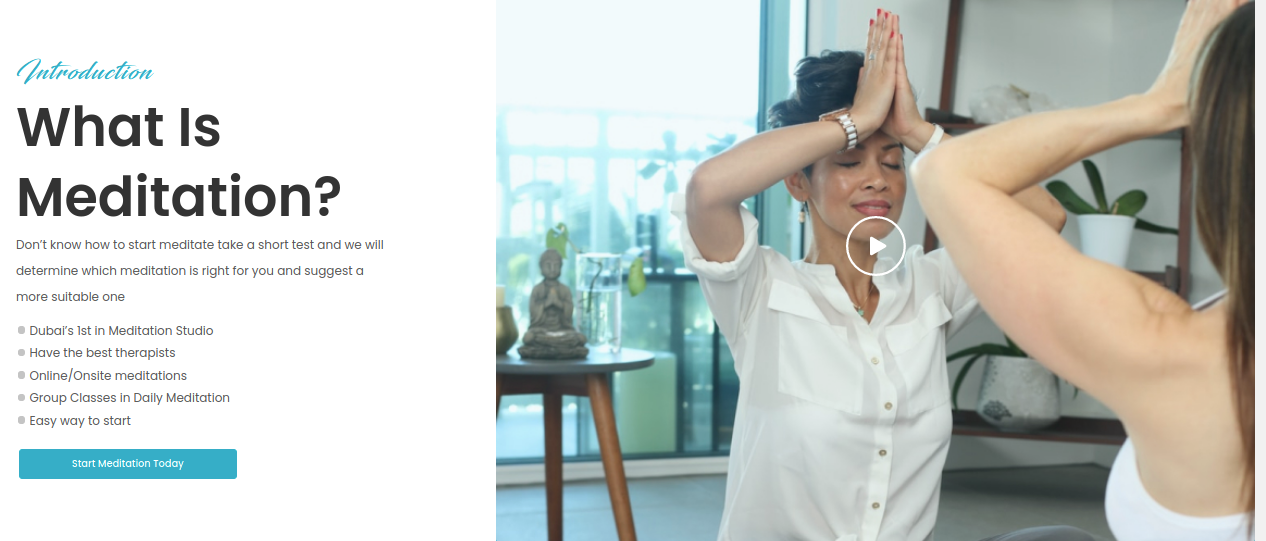 Introduction
What Is
Meditation?
Don’t know how to start meditate take a short test and we will
determine which meditation is right for you and suggest a
more suitable one
Dubai’s 1st in Meditation Studio
Have the best therapists
Online/Onsite meditations
Group Classes in Daily Meditation
Easy way to start
Start Meditation Today